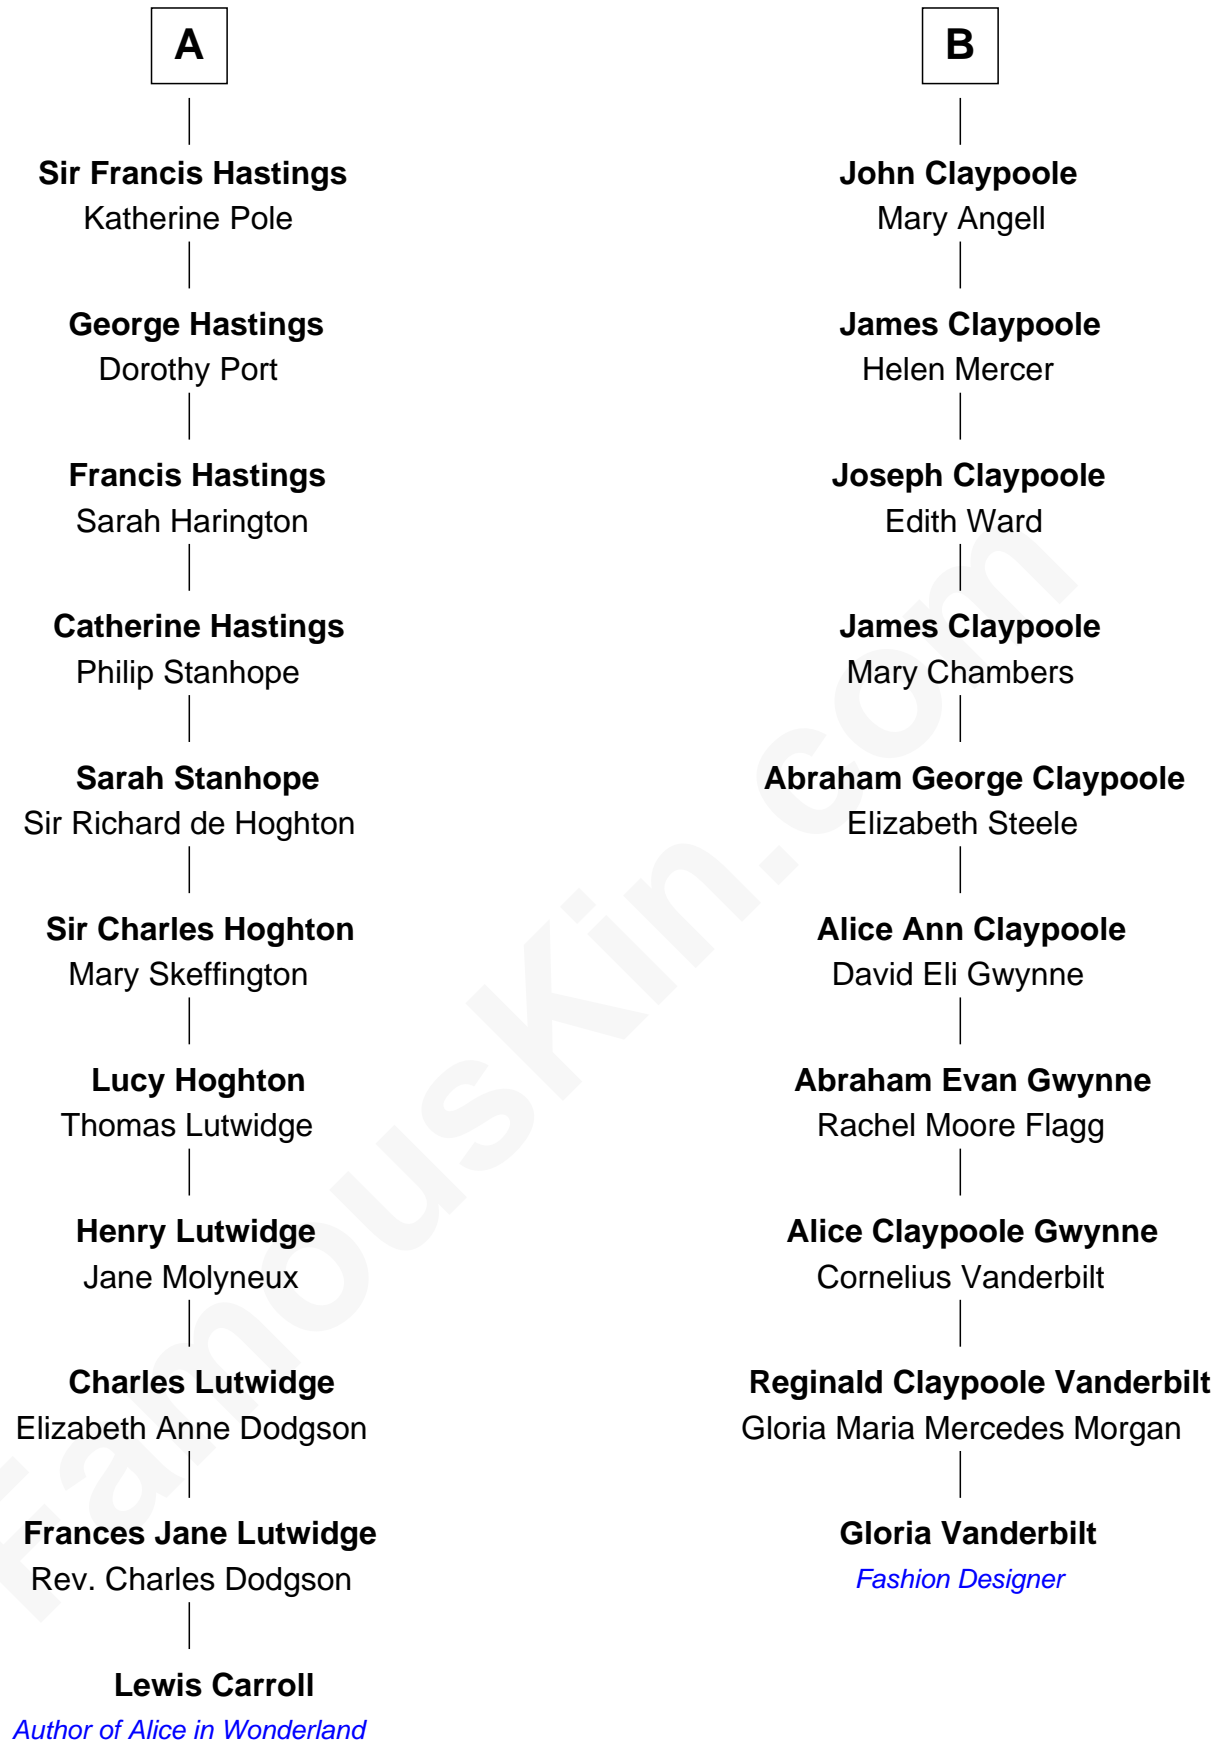 A
Sir Francis Hastings
Katherine Pole
George Hastings
Dorothy Port
Francis Hastings
Sarah Harington
Catherine Hastings
Philip Stanhope
Sarah Stanhope
Sir Richard de Hoghton
Sir Charles Hoghton
Mary Skeffington
Lucy Hoghton
Thomas Lutwidge
Henry Lutwidge
Jane Molyneux
Charles Lutwidge
Elizabeth Anne Dodgson
Frances Jane Lutwidge
Rev. Charles Dodgson
Lewis Carroll
Author of Alice in Wonderland
B
John Claypoole
Mary Angell
James Claypoole
Helen Mercer
Joseph Claypoole
Edith Ward
James Claypoole
Mary Chambers
Abraham George Claypoole
Elizabeth Steele
Alice Ann Claypoole
David Eli Gwynne
Abraham Evan Gwynne
Rachel Moore Flagg
Alice Claypoole Gwynne
Cornelius Vanderbilt
Reginald Claypoole Vanderbilt
Gloria Maria Mercedes Morgan
Gloria Vanderbilt
Fashion Designer
FamousKin.com